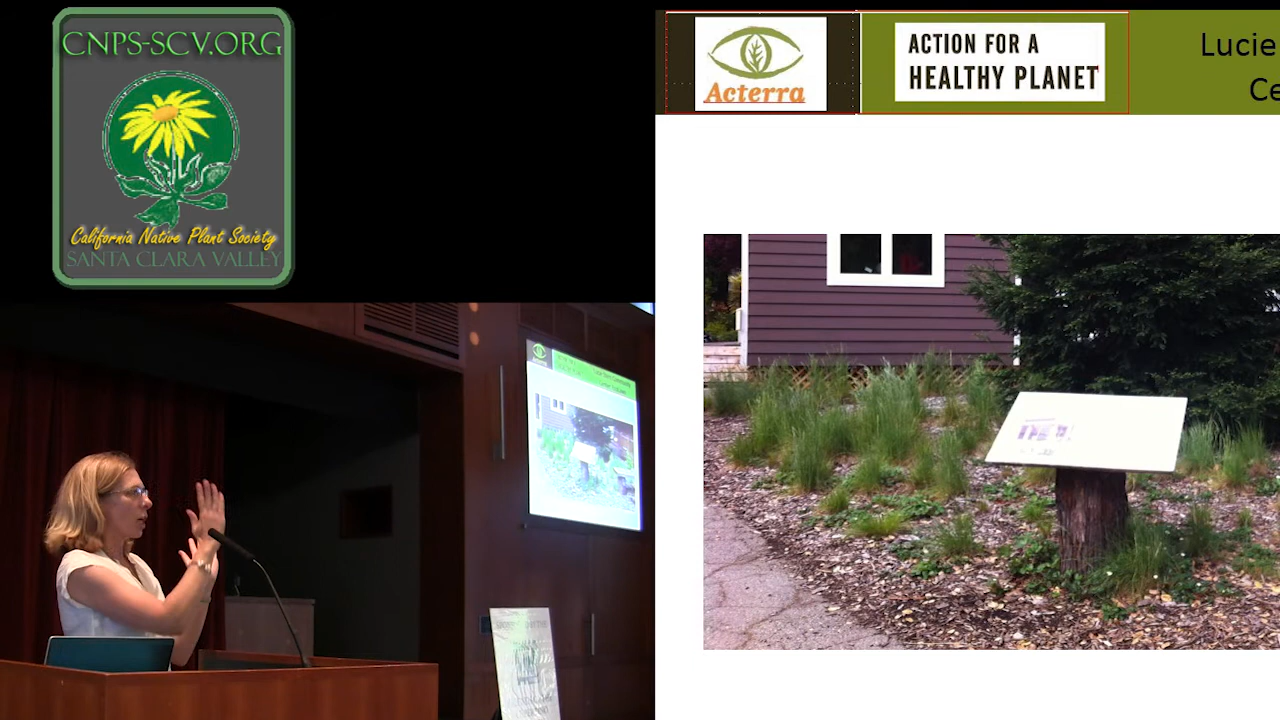 CNPS-SCV.ORG
California Native Plant Society
SANTA CLARA VALLEY
Acterra
ACTION FOR A
HEALTHY PLANET
Lucie
Ce